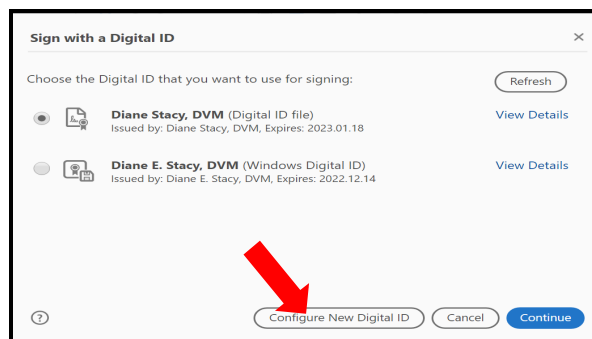 Sign with a Digital ID
Choose the Digital ID that you want to use for signing:
Refresh
Diane Stacy, DVM (Digital ID file)
View Details
Issued by: Diane Stacy, DVM, Expires: 2023.01.18
Diane E. Stacy, DVM (Windows Digital ID)
View Details
Issued by: Diane E. Stacy, DVM, Expires: 2022.12.14
Configure New Digital ID
Cancel
Continue